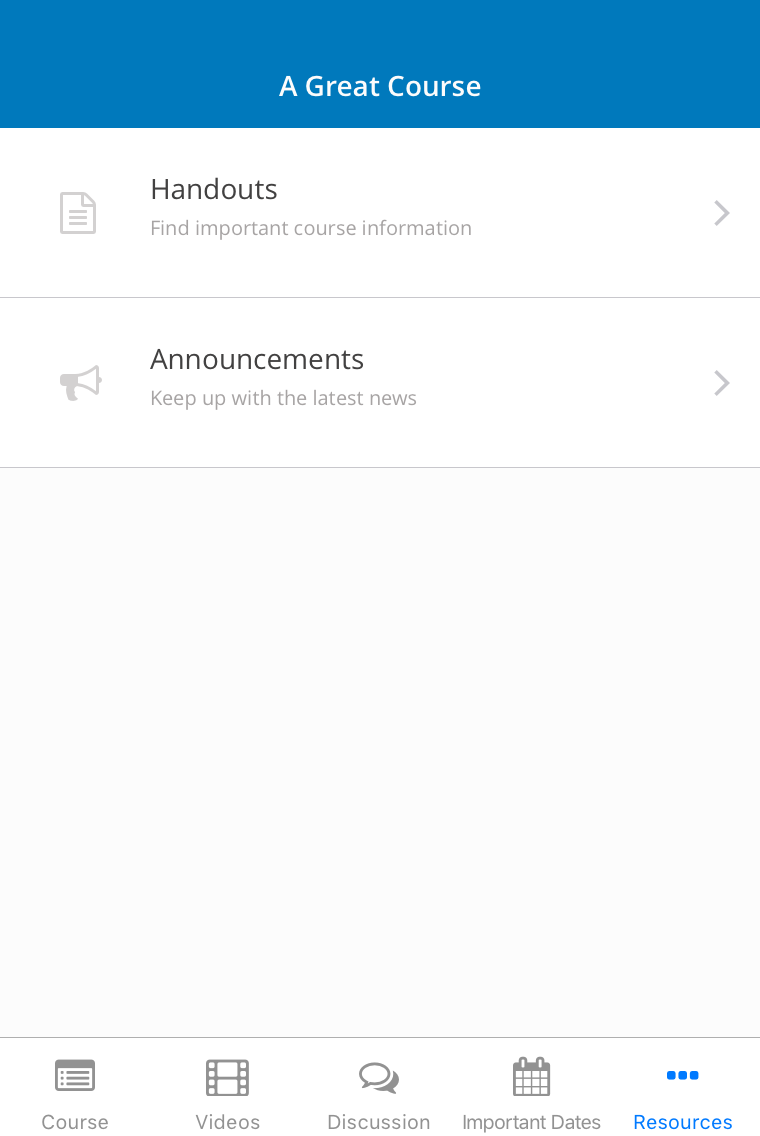 A Great Course
Handouts
Find important course information
Announcements
Keep up with the latest news
Course
Videos
Discussion
Important Dates
Resources